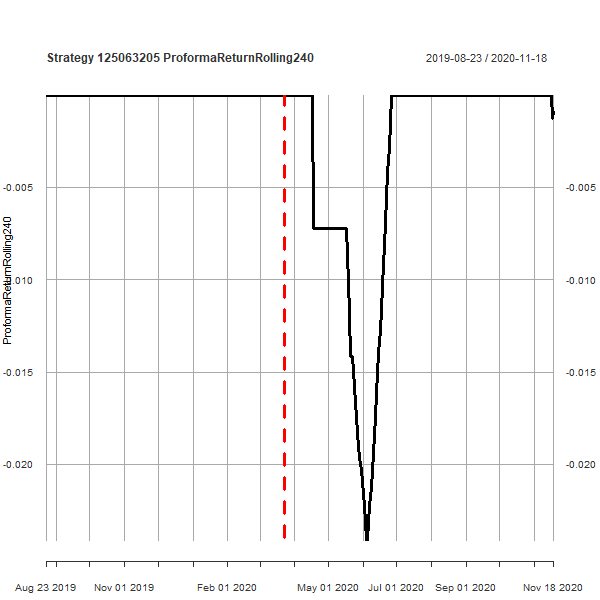 Strategy 125063205 ProformaReturnRolling240
2019-08-23 / 2020-11-18
ProformaReturnRolling240
-0.005 -0.005
-0.010 -0.010
-0.015 -0.015
-0.020 -0.020
Aug 23 2019 Nov 01 2019 Feb 01 2020 May 01 2020 Jul 01 2020 Sep 01 2020 Nov 18 2020